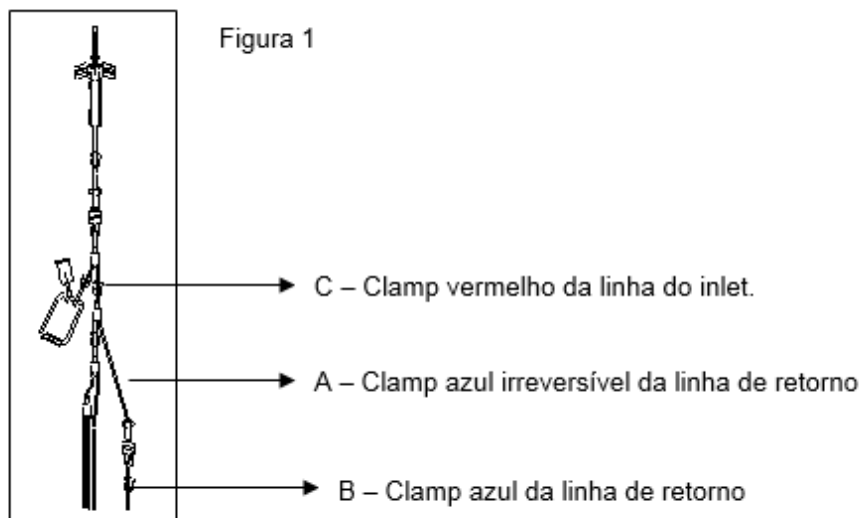 Figura 1
C – Clamp vermelho da linha do inlet.
A – Clamp azul irreversível da linha de retorno
B – Clamp azul da linha de retorno